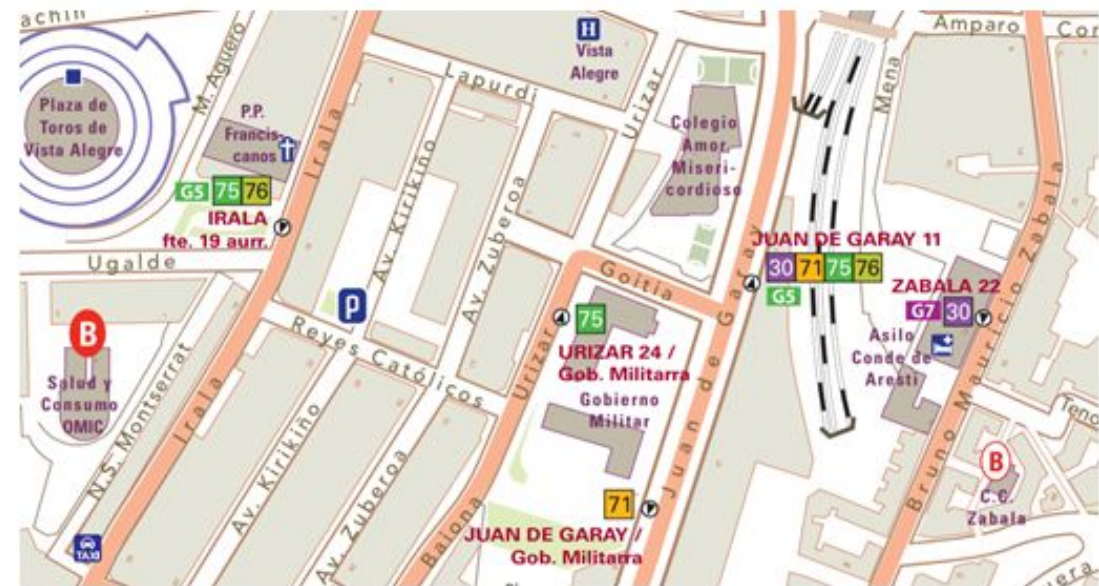 achin
Plaza de
Toros de
Vista Alegre
M. Aguero
P.P.
Francis-
canos
Irala
G5 75 76
IRALA
fte. 19 aurr.
Ugalde
B
Salud y
Consumo
OMIC
N.S. Montserrat
Irala
TAXI
H
Vista
Alegre
Lapurdi
Urizar
Av. Kirikiño
Av. Zuberoa
P
Reyes Católicos
Av. Kirikiño
Av. Zuberoa
Baiona
Urizar
Goitia
75
URIZAR 24 /
Gob. Militarra
Gobierno
Militar
71
JUAN DE GARAY /
Gob. Militarra
Juan de Garay
Colegio
Amor
Miseri-
cordioso
JUAN DE GARAY 11
30 71 75 76
G5
Mena
Amparo
Cor
ZABALA 22
G7 30
Asilo
Conde de
Aresti
Bruno Mauricio Zabala
Teno
B
C.C.
Zabala
uera